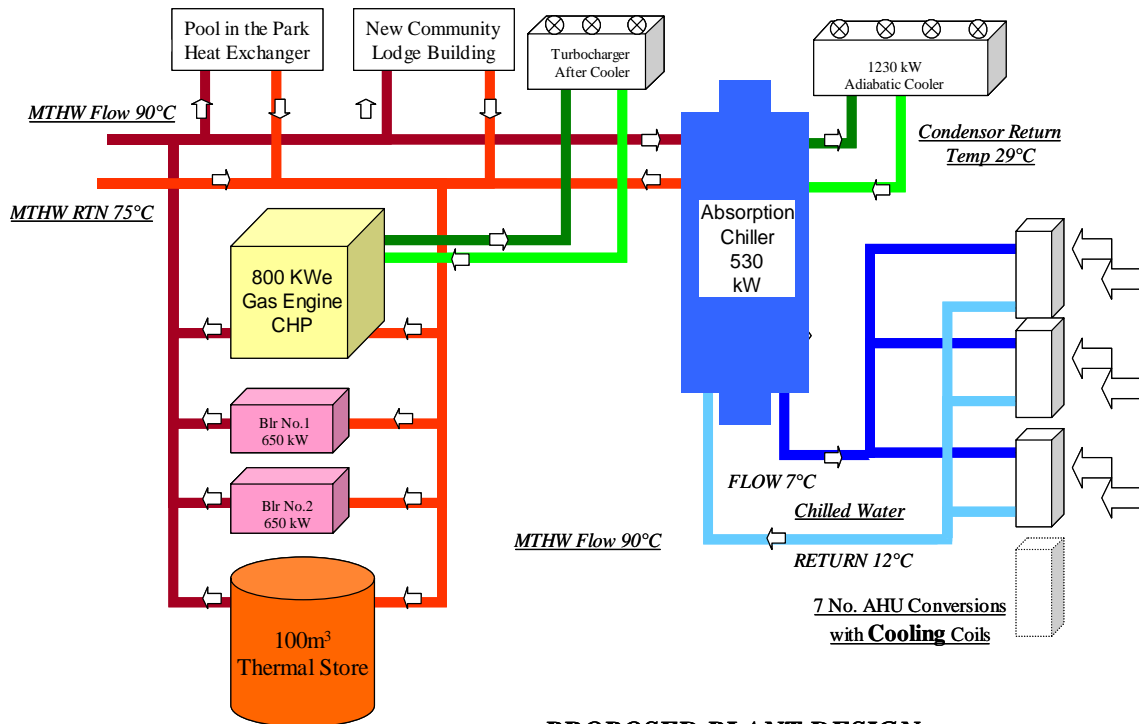 Pool in the Park
Heat Exchanger
New Community
Lodge Building
Turbocharger
After Cooler
1230 kW
Adiabatic Cooler
MTHW Flow 90°C
Condensor Return
Temp 29°C
MTHW RTN 75°C
Absorption
Chiller
530
kW
800 KWe
Gas Engine
CHP
Blr No.1
650 kW
Blr No.2
650 kW
FLOW 7°C
Chilled Water
MTHW Flow 90°C
RETURN 12°C
7 No. AHU Conversions
with Cooling Coils
100m³
Thermal Store
PROPOSED PLANT DESIGN